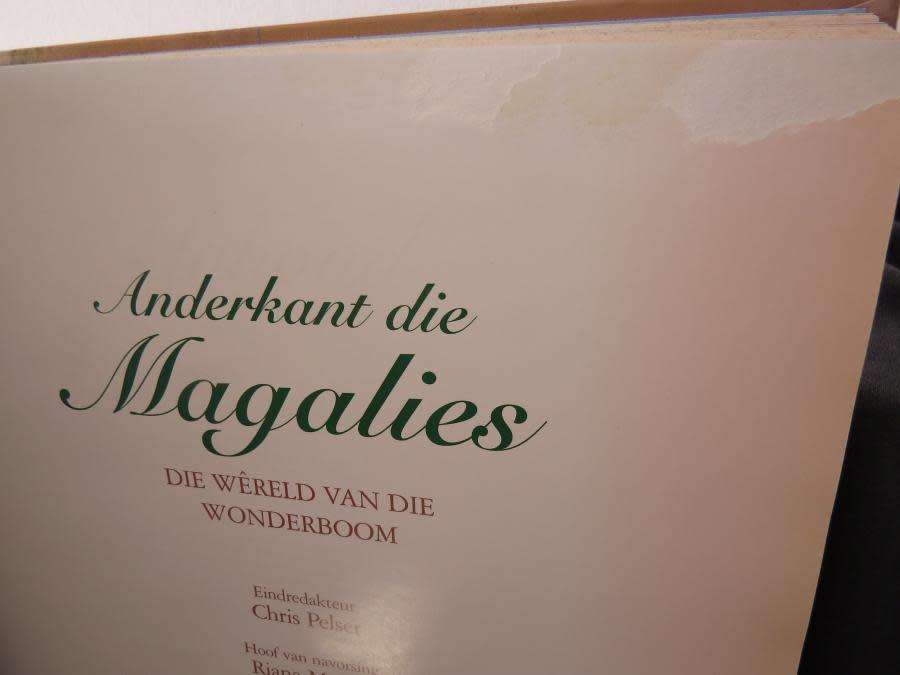 Anderkant die
Magalies
DIE WÊRELD VAN DIE
WONDERBOOM
Eindredakteur
Chris Pelser
Hoof van navorsing